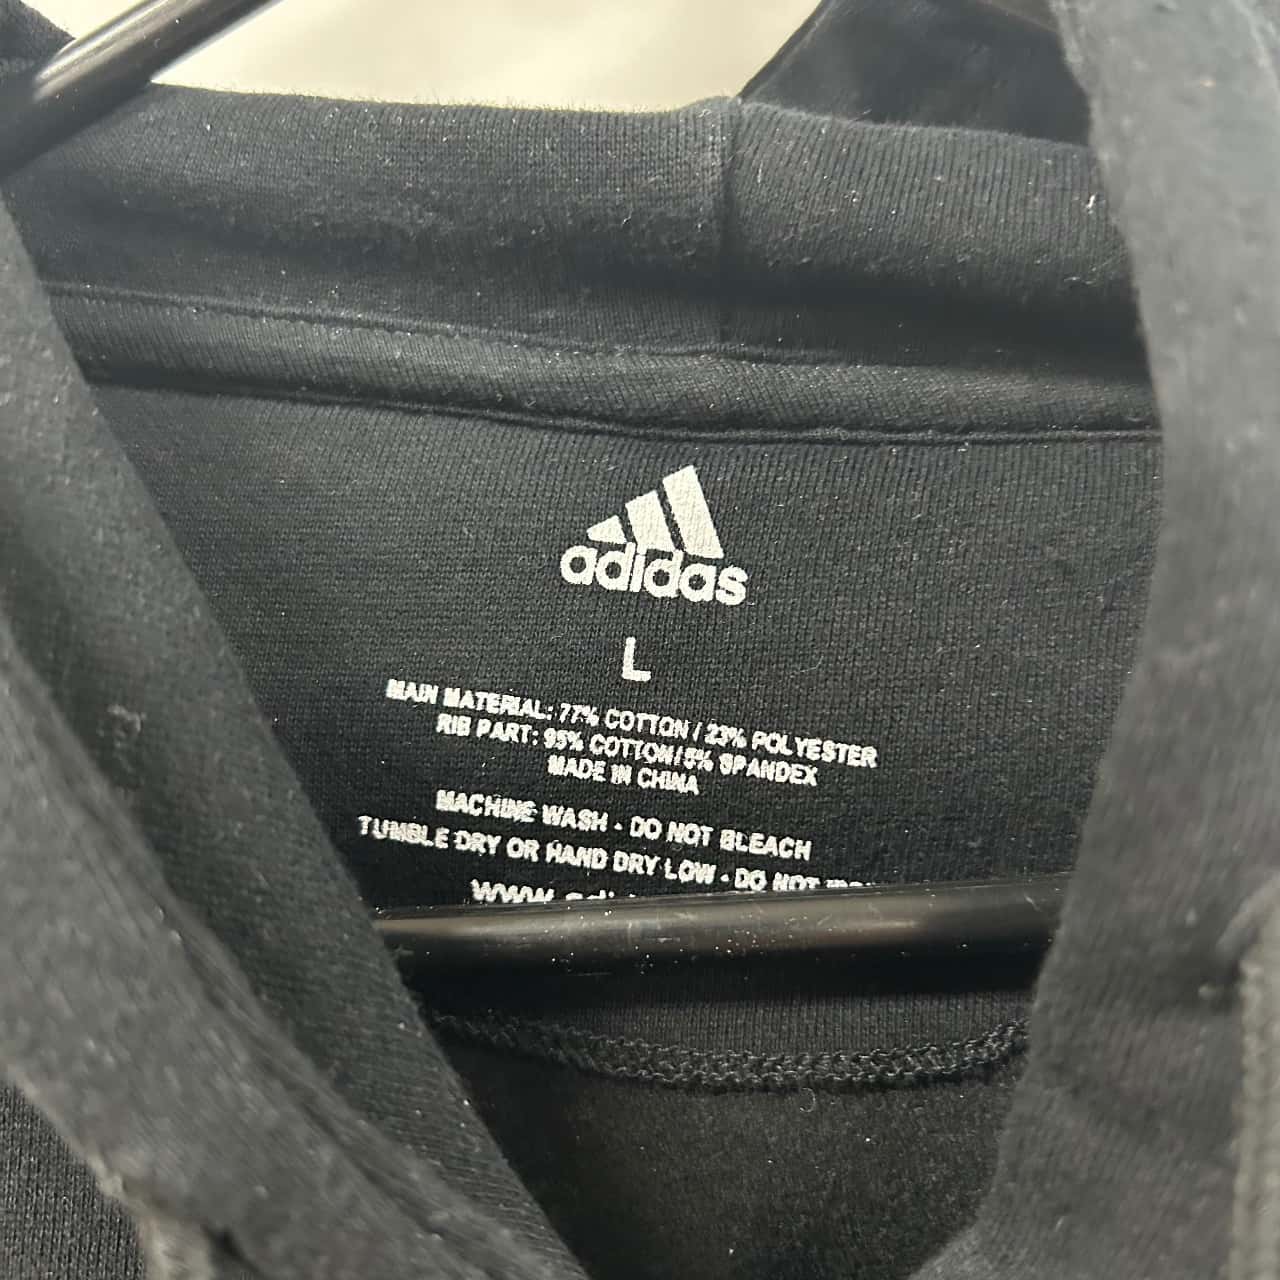 adidas
L
MAIN MATERIAL: 77% COTTON / 23% POLYESTER
RIB PART: 95% COTTON/5% SPANDEX
MADE IN CHINA
MACHINE WASH - DO NOT BLEACH
TUMBLE DRY OR HAND DRY LOW - DO NOT
www.